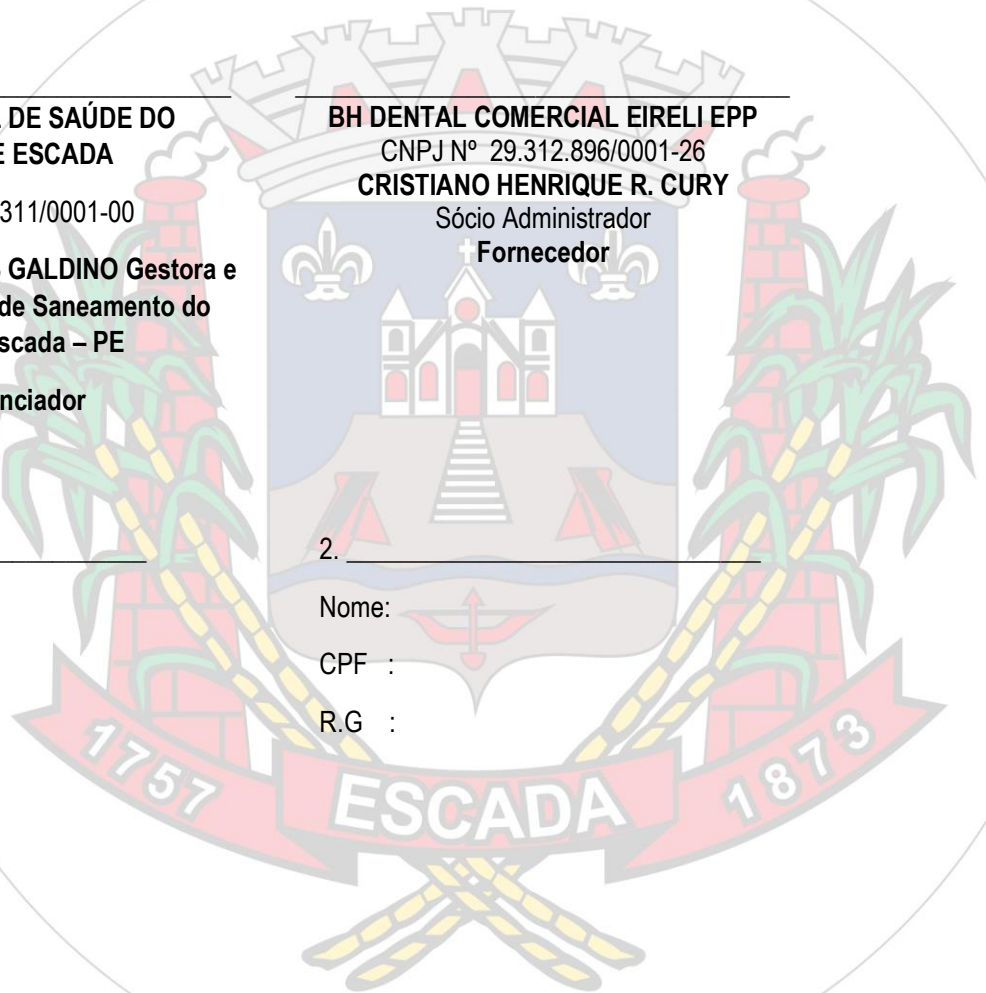 DE SAÚDE DO
ESCADA
311/0001-00
GALDINO Gestora e
de Saneamento do
scada – PE
nciador
BH DENTAL COMERCIAL EIRELI EPP
CNPJ Nº 29.312.896/0001-26
CRISTIANO HENRIQUE R. CURY
Sócio Administrador
Fornecedor
2.
Nome:
CPF :
R.G :
1757 ESCADA 1873